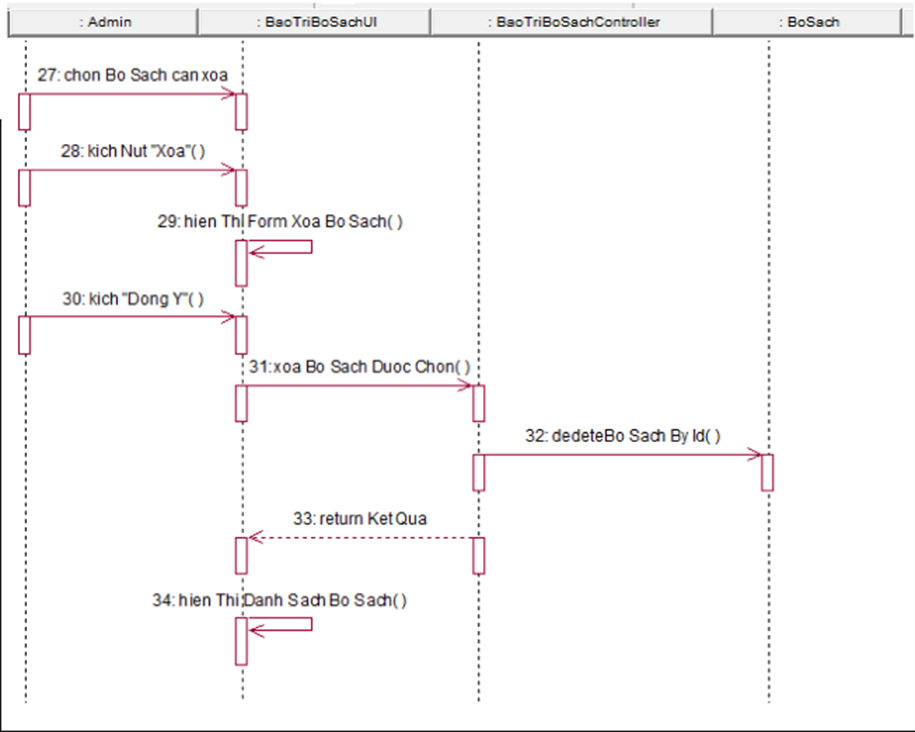 : Admin
: BaoTriBoSachUI
: BaoTriBoSachController
: BoSach
27: chon Bo Sach can xoa
28: kich Nut "Xoa"( )
29: hien Thi Form Xoa Bo Sach( )
30: kich "Dong Y"( )
31:xoa Bo Sach Duoc Chon( )
32: dedeteBo Sach By Id( )
33: return Ket Qua
34: hien Thi Danh Sach Bo Sach( )